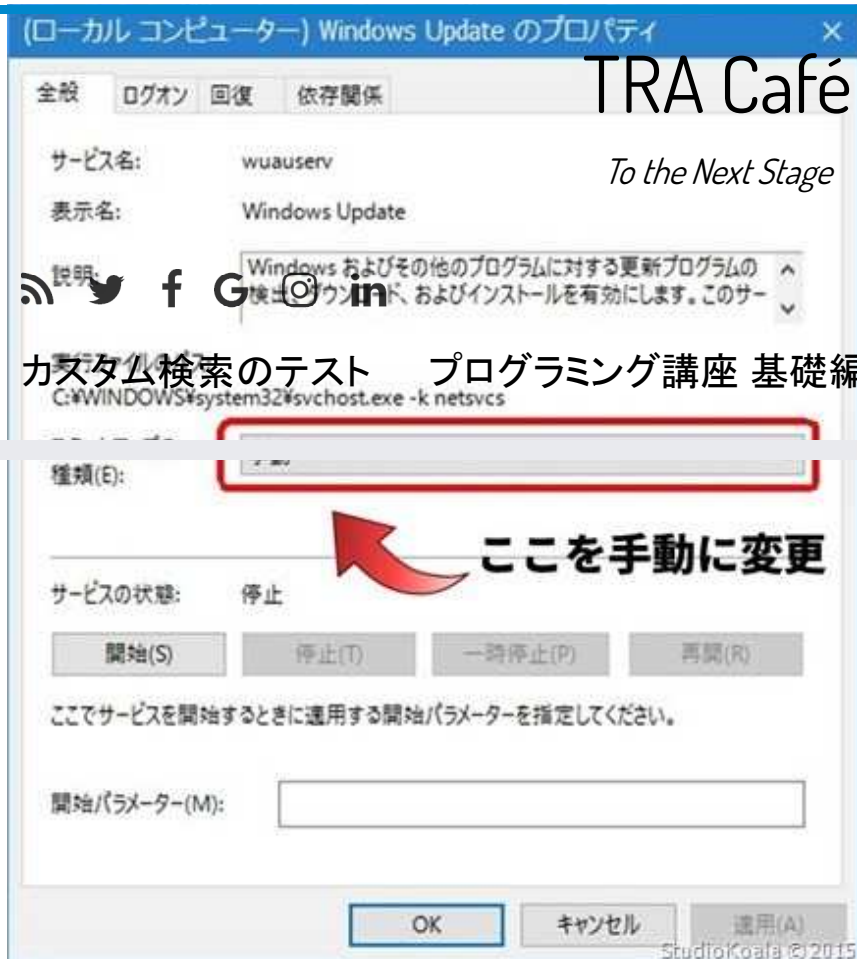 (ローカル コンピューター) Windows Update のプロパティ
TRA Café
全般 ログオン 回復 依存関係
サービス名: wuauserv
To the Next Stage
表示名: Windows Update
説明:
Windows およびその他のプログラムに対する更新プログラムの
検出、ダウンロード、およびインストールを有効にします。このサー
カスタム検索のテスト プログラミング講座 基礎編
C:¥WINDOWS¥system32¥svchost.exe -k netsvcs
種類(E):
ここを手動に変更
サービスの状態: 停止
開始(S) 停止(T) 一時停止(P) 再開(R)
ここでサービスを開始するときに適用する開始パラメーターを指定してください。
開始パラメーター(M):
OK キャンセル 適用(A)
StudioKoala © 2015